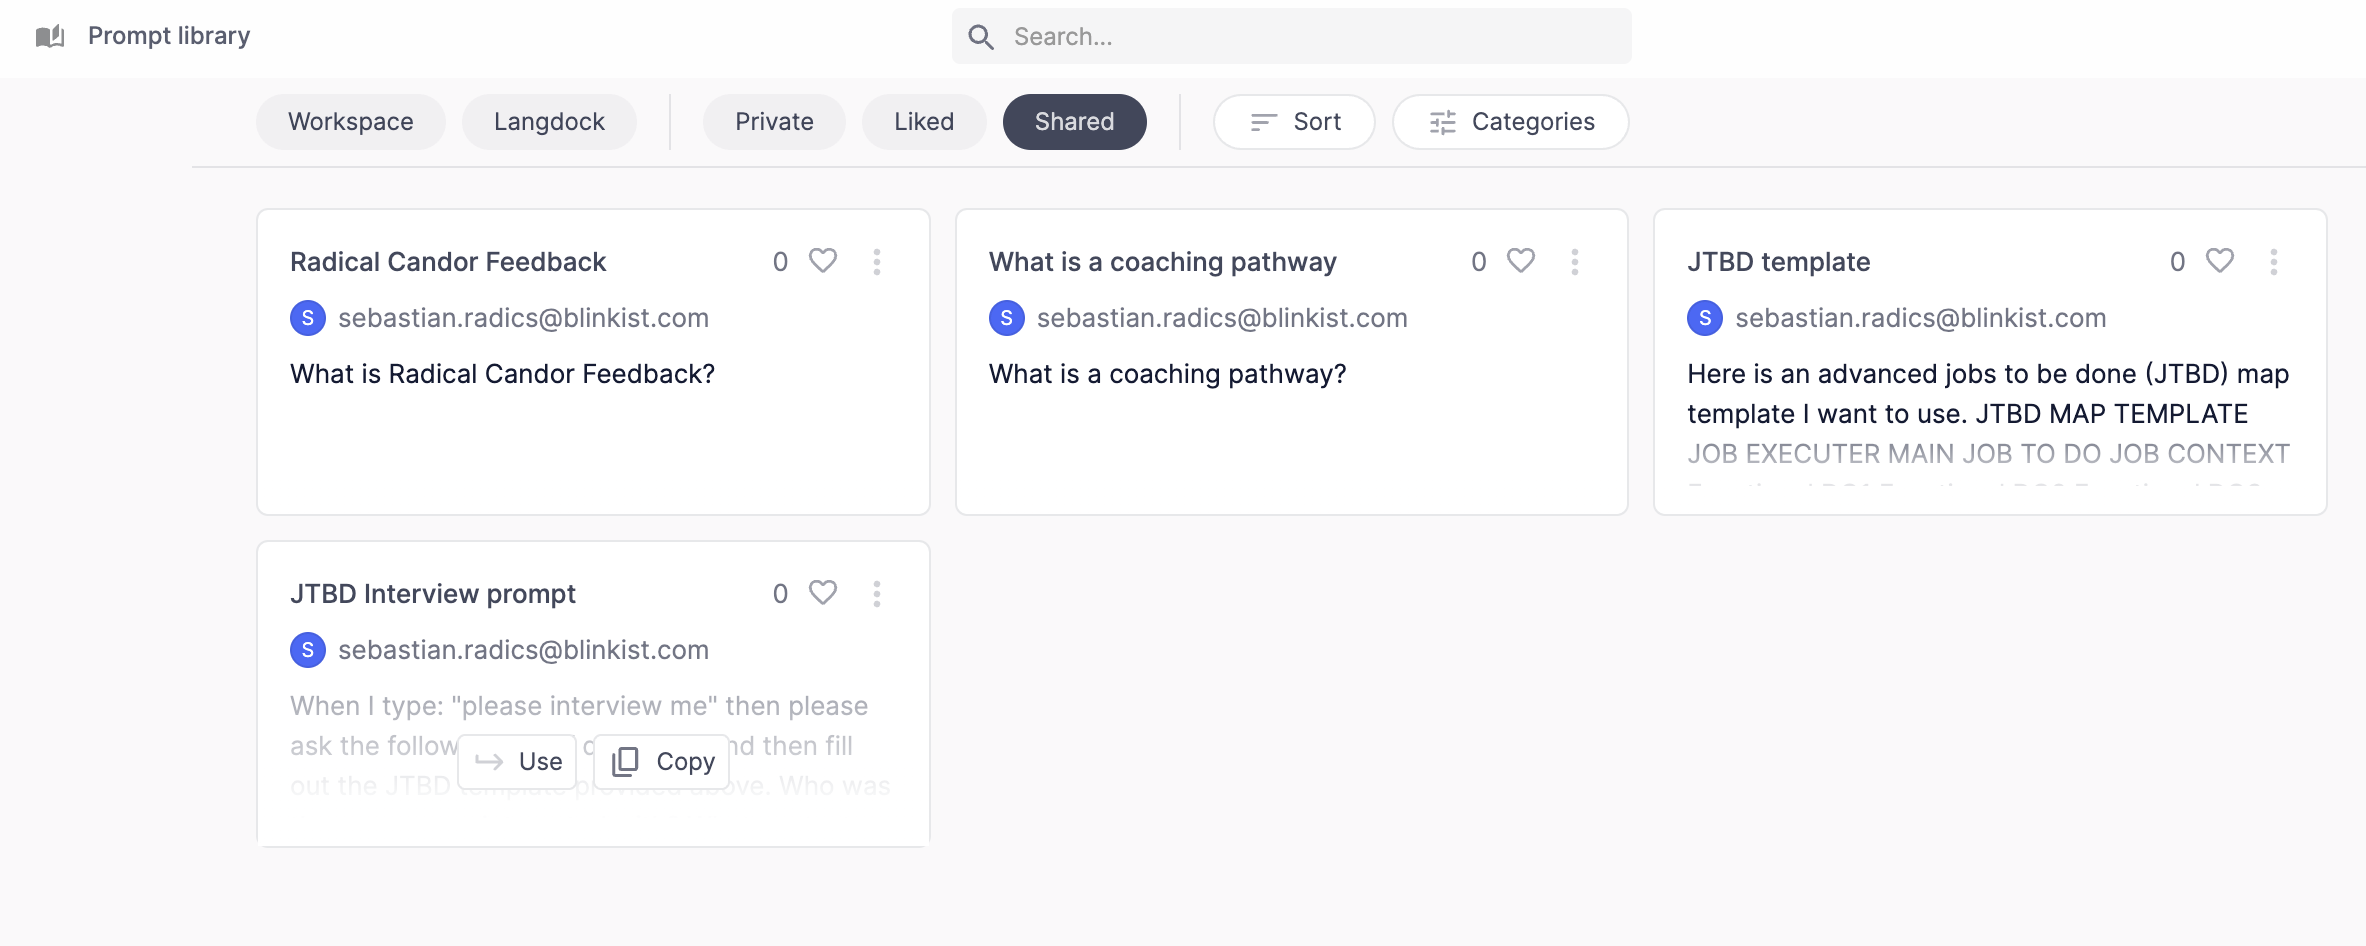 Prompt library
Search...
Workspace
Langdock
Private
Liked
Shared
Sort
Categories
Radical Candor Feedback
0
S
sebastian.radics@blinkist.com
What is Radical Candor Feedback?
What is a coaching pathway
0
S
sebastian.radics@blinkist.com
What is a coaching pathway?
JTBD template
0
S
sebastian.radics@blinkist.com
Here is an advanced jobs to be done (JTBD) map
template I want to use. JTBD MAP TEMPLATE
JOB EXECUTER MAIN JOB TO DO JOB CONTEXT
JTBD Interview prompt
0
S
sebastian.radics@blinkist.com
When I type: "please interview me" then please
ask the follow then fill
Use
Copy
out the JTBD template provided above. Who was